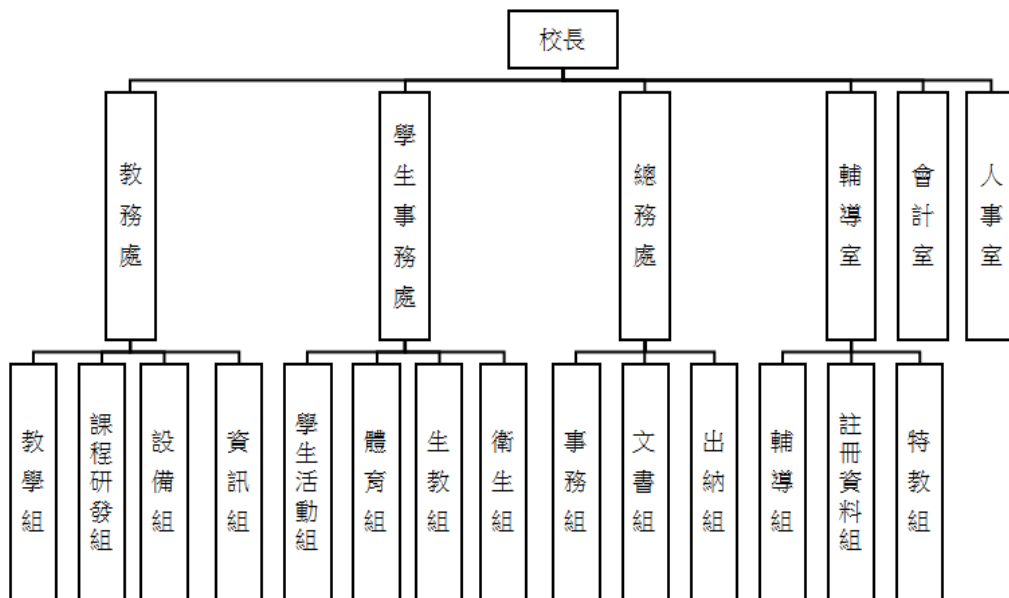 校長
教務處
學生事務處
總務處
輔導室
會計室
人事室
教學組
課程研發組
設備組
資訊組
學生活動組
體育組
生教組
衛生組
事務組
文書組
出納組
輔導組
註冊資料組
特教組